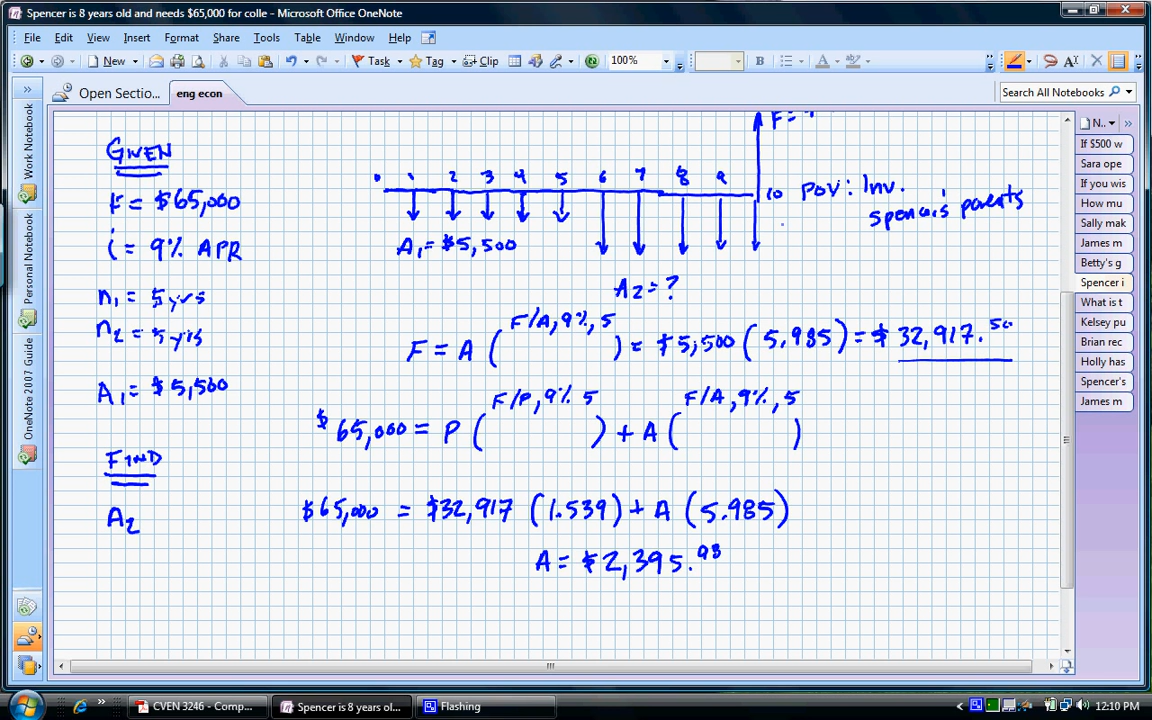 Spencer is 8 years old and needs $65,000 for colle - Microsoft Office OneNote
File Edit View Insert Format Share Tools Table Window Help
New Task Tag Clip 100% B A A
Open Sectio... eng econ Search All Notebooks
Work Notebook
Personal Notebook
OneNote 2007 Guide
N..
If $500 w
Sara ope
If you wis
How mu
Sally mak
James m
Betty's g
Spencer i
What is t
Kelsey pu
Brian rec
Holly has
Spencer's
James m
GIVEN
F = $65,000
i = 9% APR
n1 = 5 yrs
n2 = 5 yrs
A1 = $5,500
FIND
A2
F = ?
0 1 2 3 4 5 6 7 8 9 10
POV: Inv.
Spencer's parents
A1 = $5,500
A2 = ?
F = A (F/A, 9%, 5) = $5,500 (5.985) = $32,917.50
$65,000 = P (F/P, 9% 5) + A (F/A, 9%, 5)
$65,000 = $32,917 (1.539) + A (5.985)
A = $2,395.93
CVEN 3246 - Comp... Spencer is 8 years ol... Flashing 12:10 PM